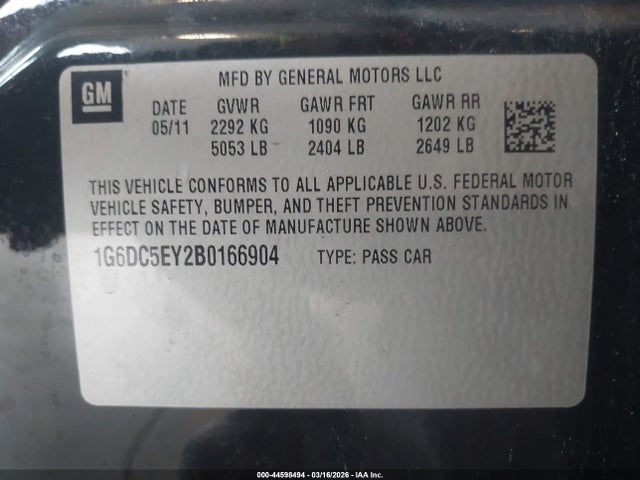 GM
MFD BY GENERAL MOTORS LLC
DATE GVWR GAWR FRT GAWR RR
05/11 2292 KG 1090 KG 1202 KG
5053 LB 2404 LB 2649 LB
THIS VEHICLE CONFORMS TO ALL APPLICABLE U.S. FEDERAL MOTOR
VEHICLE SAFETY, BUMPER, AND THEFT PREVENTION STANDARDS IN
EFFECT ON THE DATE OF MANUFACTURE SHOWN ABOVE.
1G6DC5EY2B0166904 TYPE: PASS CAR
000-44598494 - 03/16/2026 - IAA Inc.